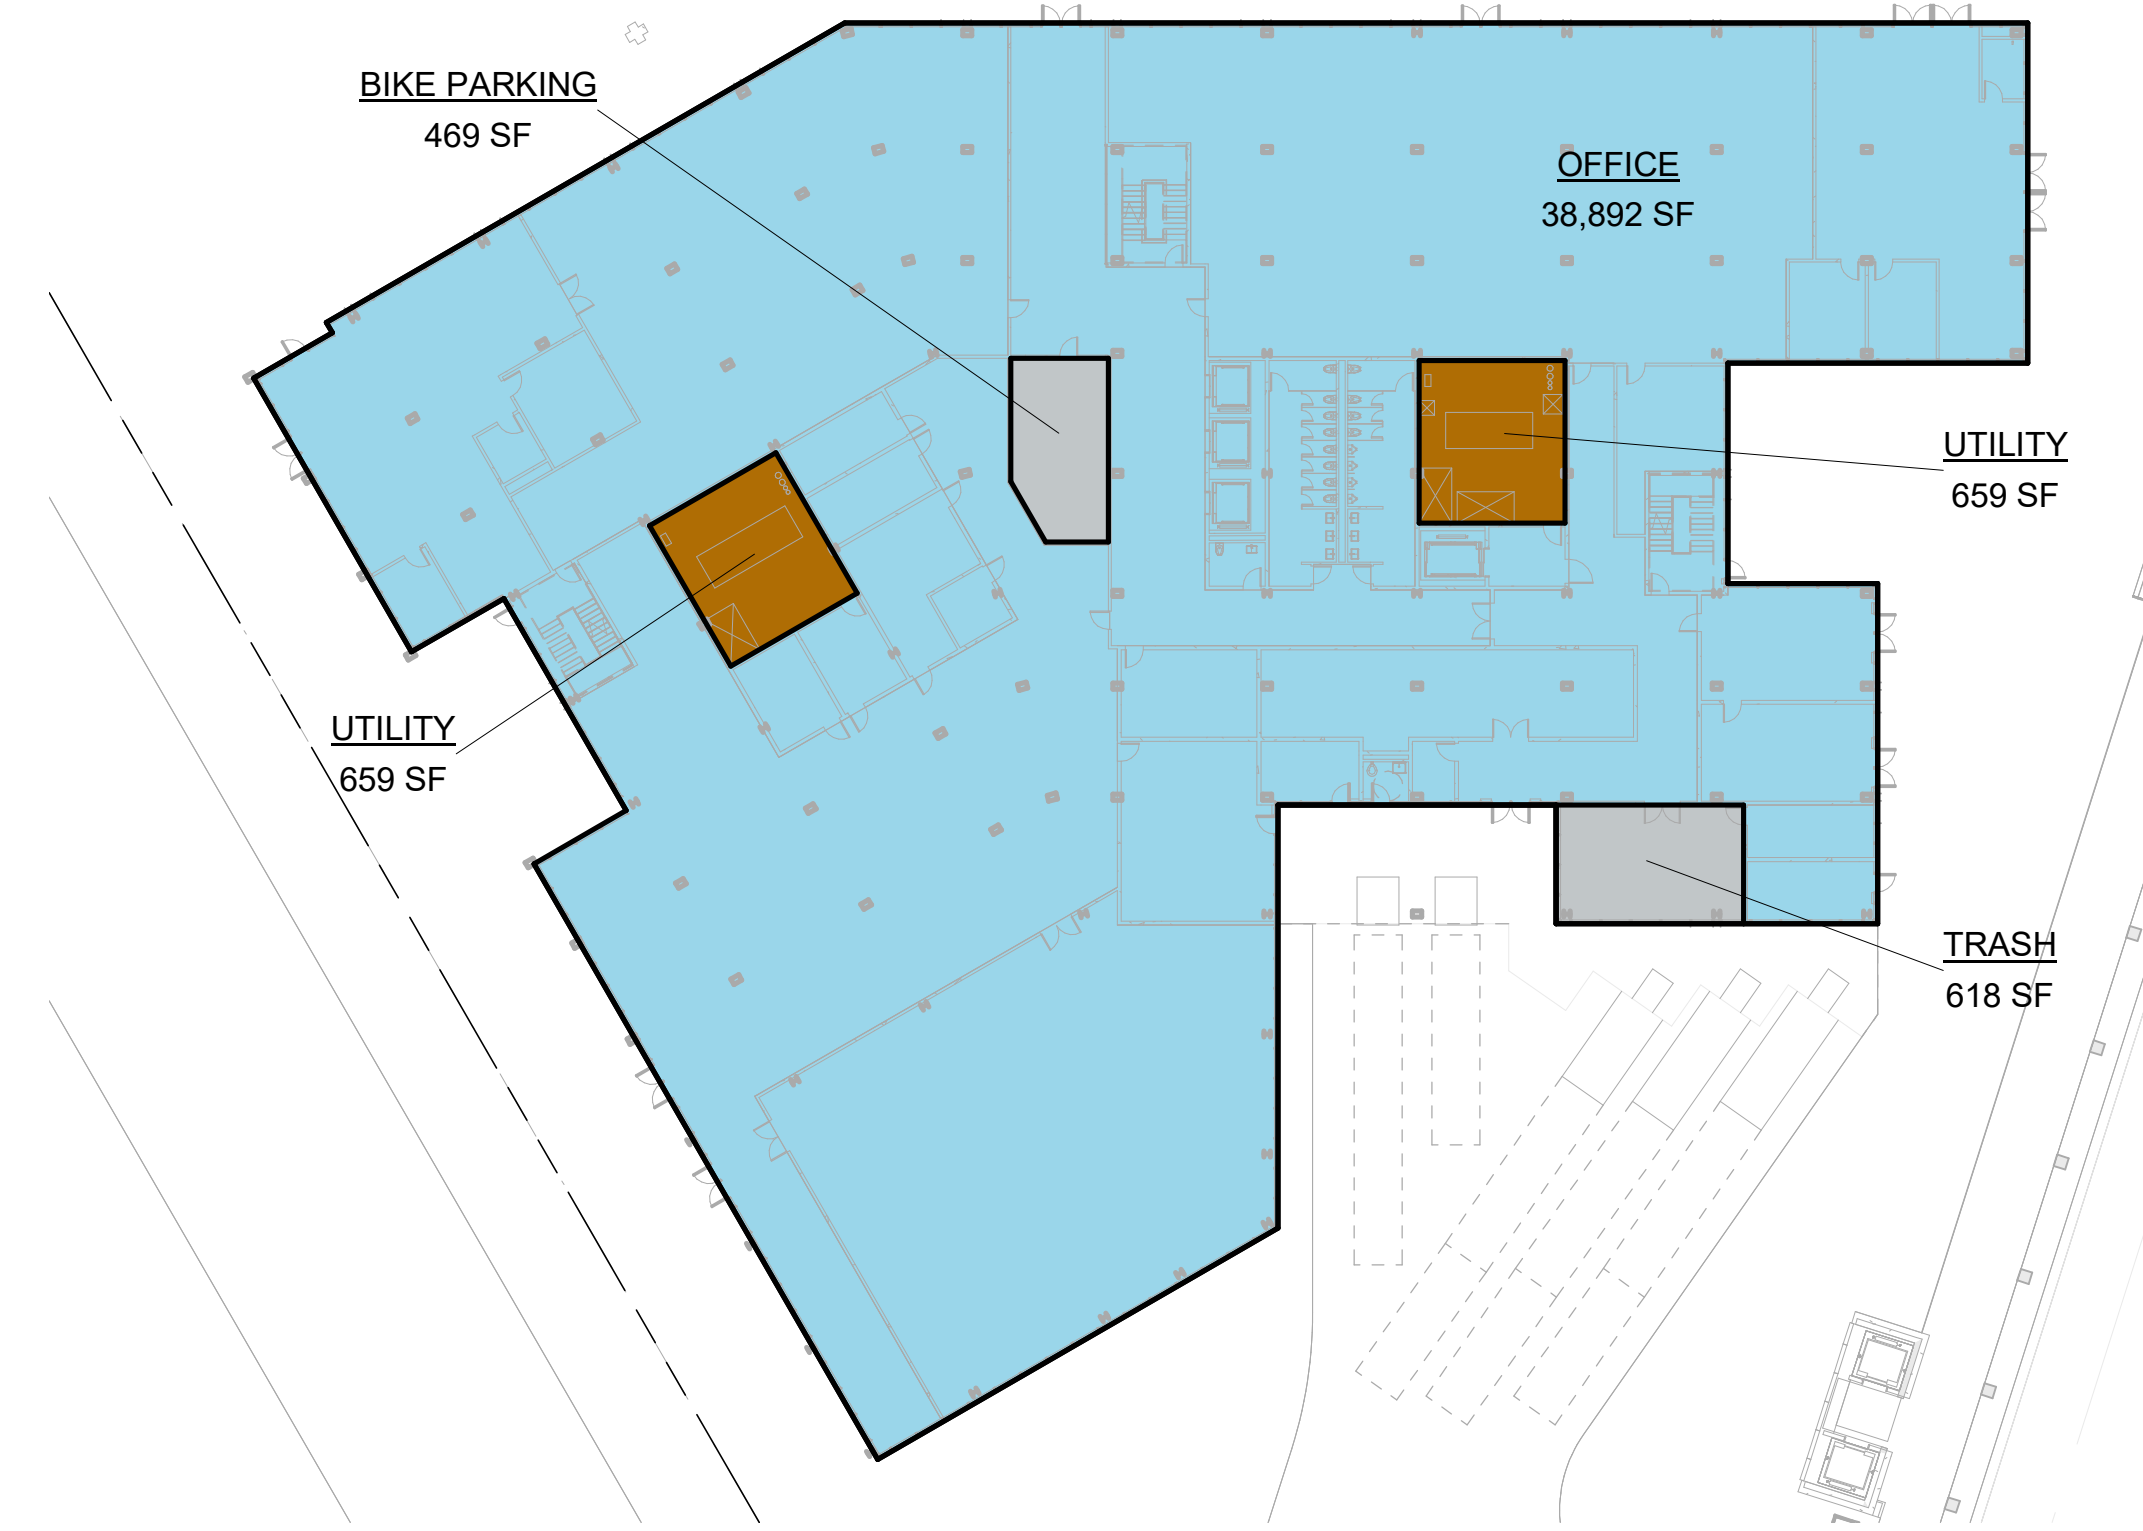 BIKE PARKING
469 SF
OFFICE
38,892 SF
UTILITY
659 SF
UTILITY
659 SF
TRASH
618 SF